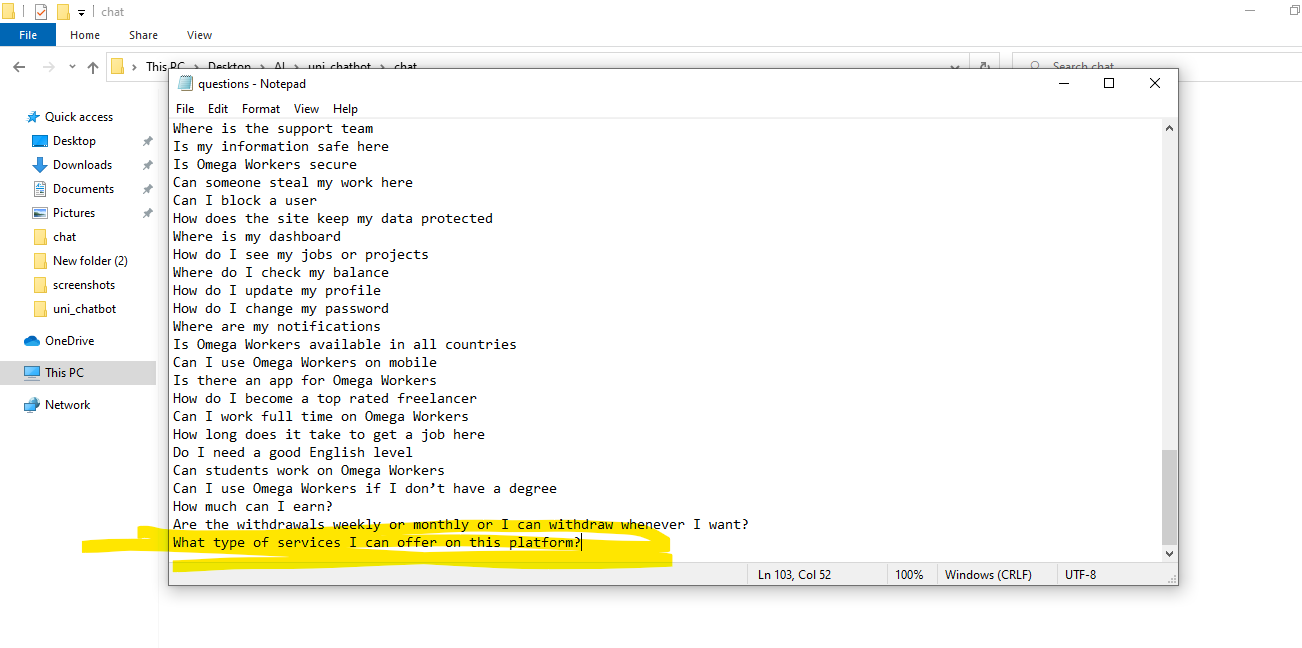 chat
File Home Share View
This PC Desktop AI uni_chatbot chat
Search chat
Quick access
Desktop
Downloads
Documents
Pictures
chat
New folder (2)
screenshots
uni_chatbot
OneDrive
This PC
Network
questions - Notepad
File Edit Format View Help
Where is the support team
Is my information safe here
Is Omega Workers secure
Can someone steal my work here
Can I block a user
How does the site keep my data protected
Where is my dashboard
How do I see my jobs or projects
Where do I check my balance
How do I update my profile
How do I change my password
Where are my notifications
Is Omega Workers available in all countries
Can I use Omega Workers on mobile
Is there an app for Omega Workers
How do I become a top rated freelancer
Can I work full time on Omega Workers
How long does it take to get a job here
Do I need a good English level
Can students work on Omega Workers
Can I use Omega Workers if I don’t have a degree
How much can I earn?
Are the withdrawals weekly or monthly or I can withdraw whenever I want?
What type of services I can offer on this platform?
Ln 103, Col 52 100% Windows (CRLF) UTF-8